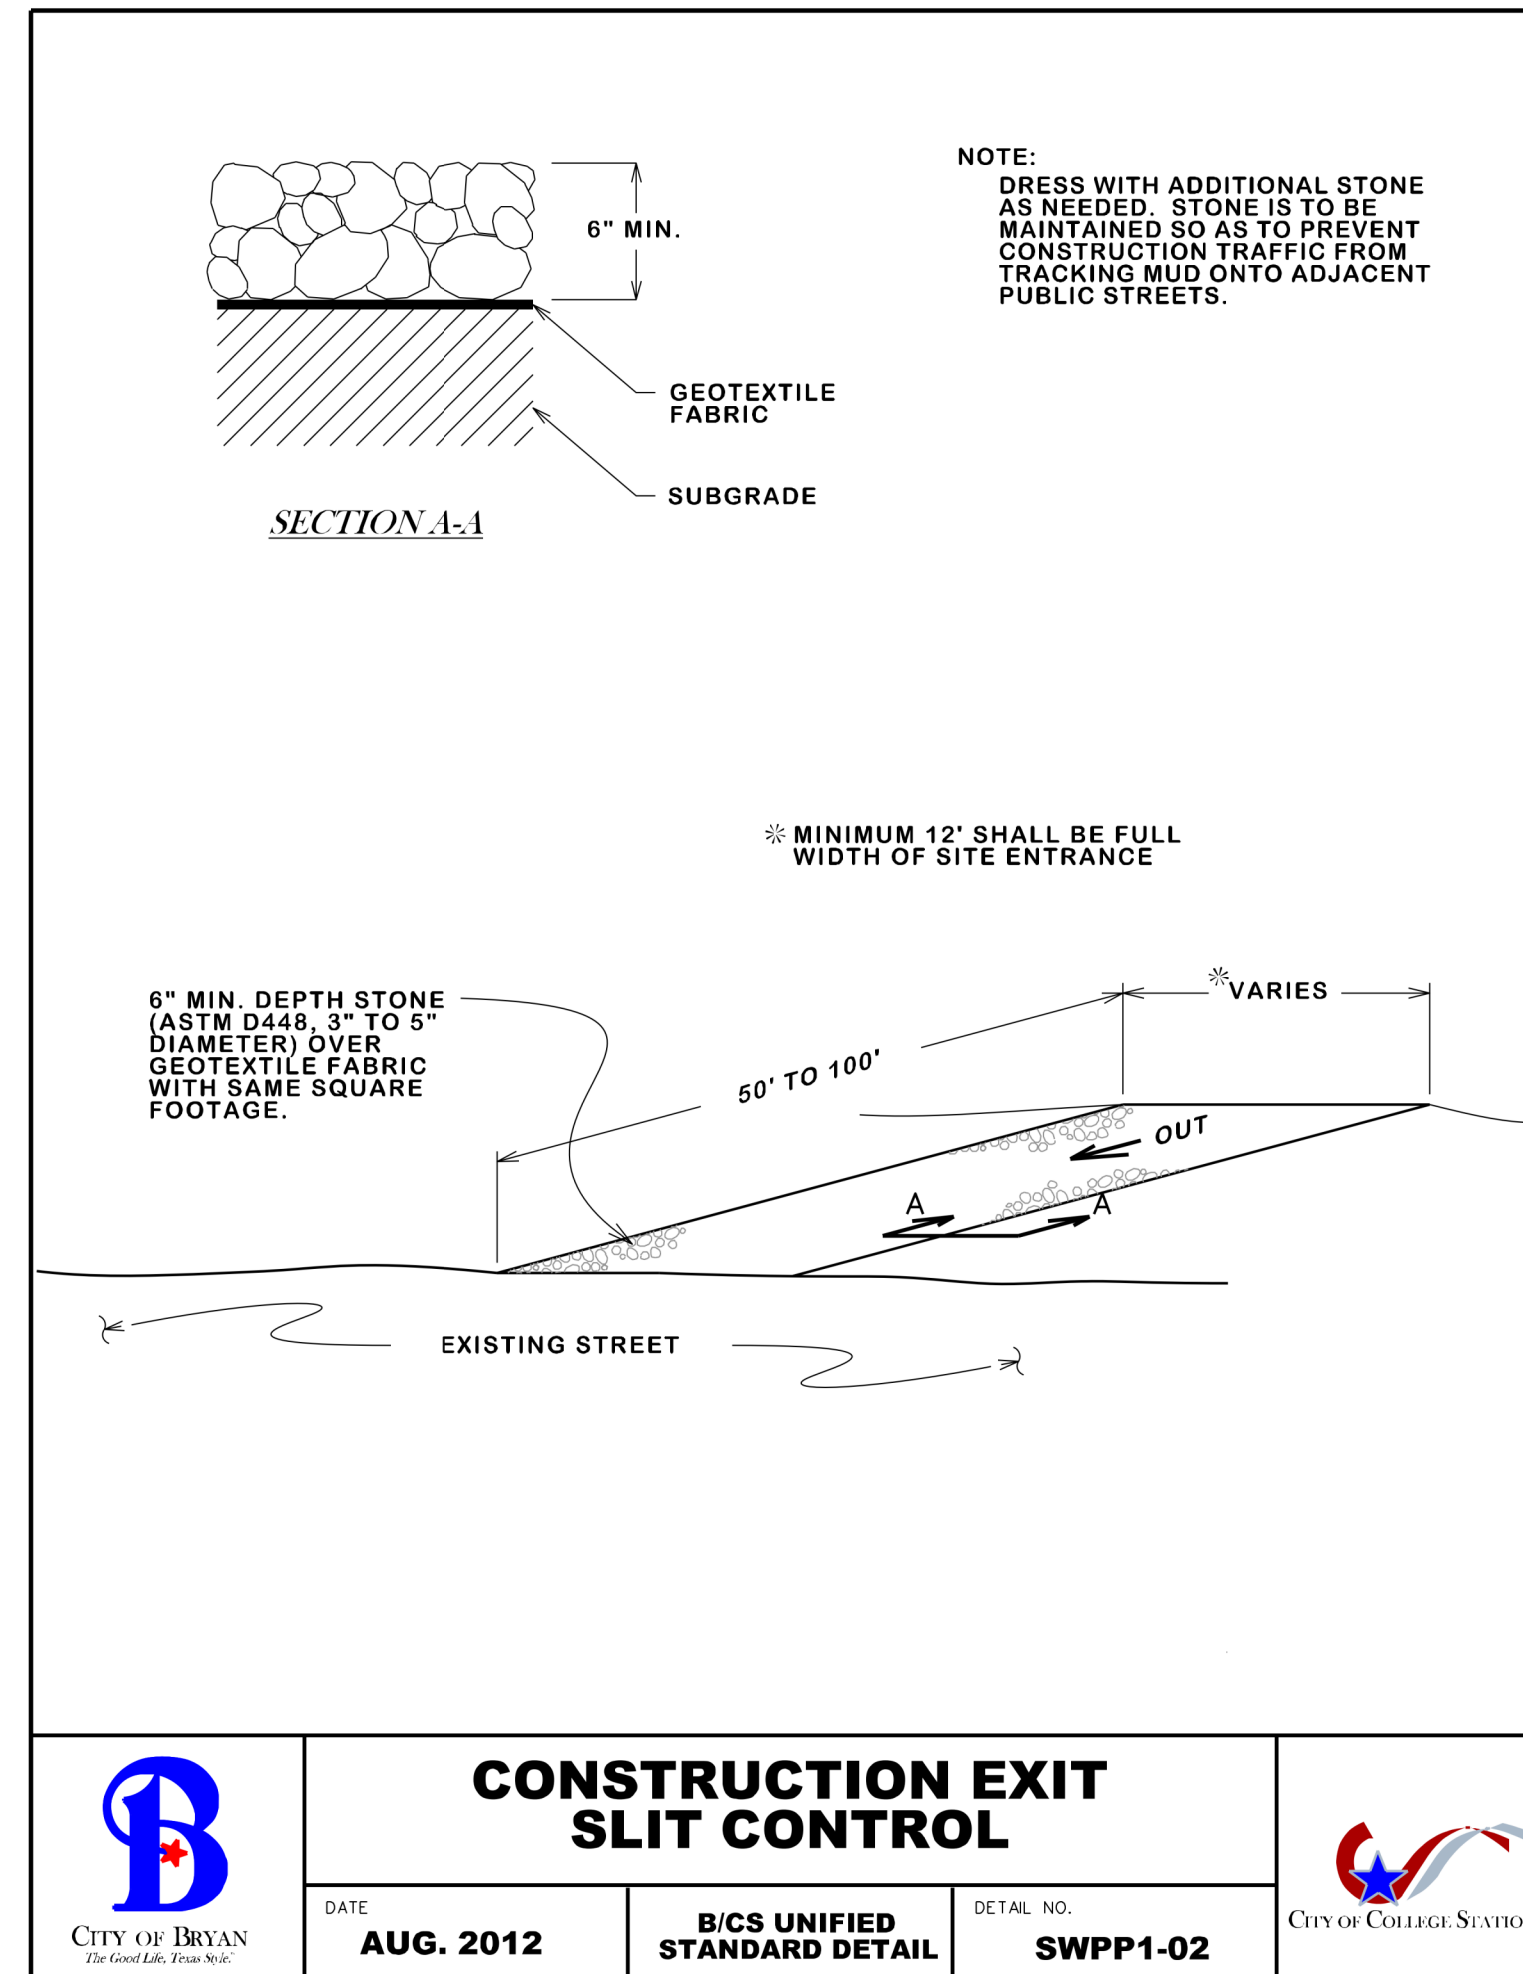 NOTE:
DRESS WITH ADDITIONAL STONE
AS NEEDED. STONE IS TO BE
MAINTAINED SO AS TO PREVENT
CONSTRUCTION TRAFFIC FROM
TRACKING MUD ONTO ADJACENT
PUBLIC STREETS.
6" MIN.
GEOTEXTILE
FABRIC
SUBGRADE
SECTION A-A
* MINIMUM 12' SHALL BE FULL
WIDTH OF SITE ENTRANCE
6" MIN. DEPTH STONE
(ASTM D448, 3" TO 5"
DIAMETER) OVER
GEOTEXTILE FABRIC
WITH SAME SQUARE
FOOTAGE.
*VARIES
50' TO 100'
OUT
A
A
EXISTING STREET
B
CITY OF BRYAN
The Good Life, Texas Style.
CONSTRUCTION EXIT
SLIT CONTROL
DATE
AUG. 2012
B/CS UNIFIED
STANDARD DETAIL
DETAIL NO.
SWPP1-02
CITY OF COLLEGE STATIO